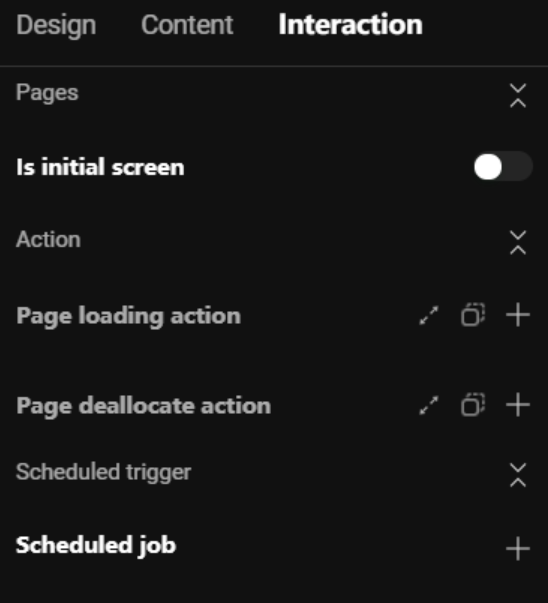 Design Content Interaction
Pages
Is initial screen
Action
Page loading action
Page deallocate action
Scheduled trigger
Scheduled job